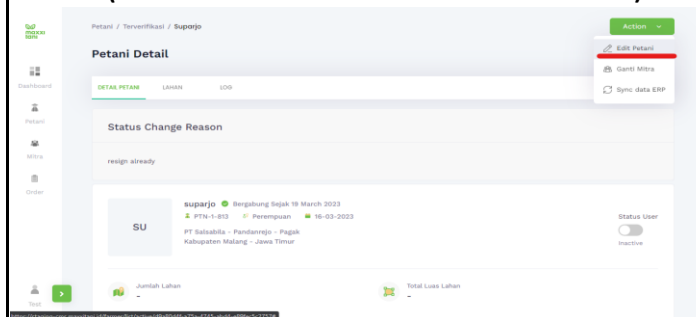 maxxi tani
Petani / Terverifikasi / Suparjo
Action
Petani Detail
Edit Petani
Ganti Mitra
Sync data ERP
Dashboard
Petani
Mitra
Order
Test
DETAIL PETANI LAHAN LOG
Status Change Reason
resign already
SU
suparjo Bergabung Sejak 19 March 2023
PTN-1-813 Perempuan 16-03-2023
PT Salsabila - Pandanrejo - Pagak
Kabupaten Malang - Jawa Timur
Status User
Inactive
Jumlah Lahan
-
Total Luas Lahan
-